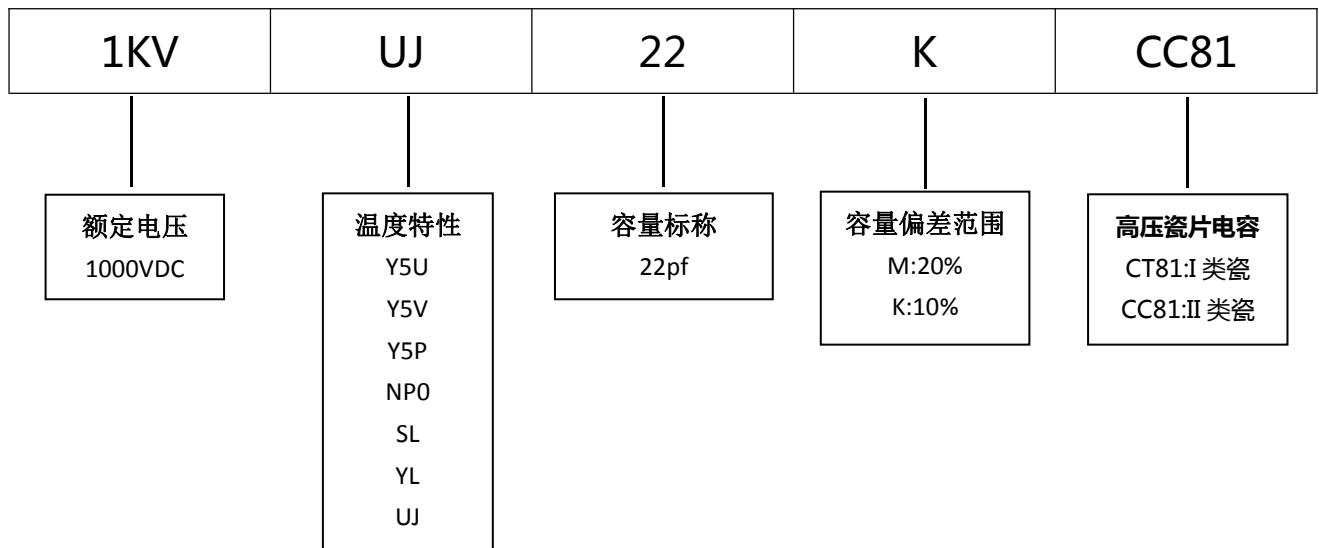 1KV UJ 22 K CC81
额定电压
1000VDC
温度特性
Y5U
Y5V
Y5P
NP0
SL
YL
UJ
容量标称
22pf
容量偏差范围
M:20%
K:10%
高压瓷片电容
CT81:I 类瓷
CC81:II 类瓷